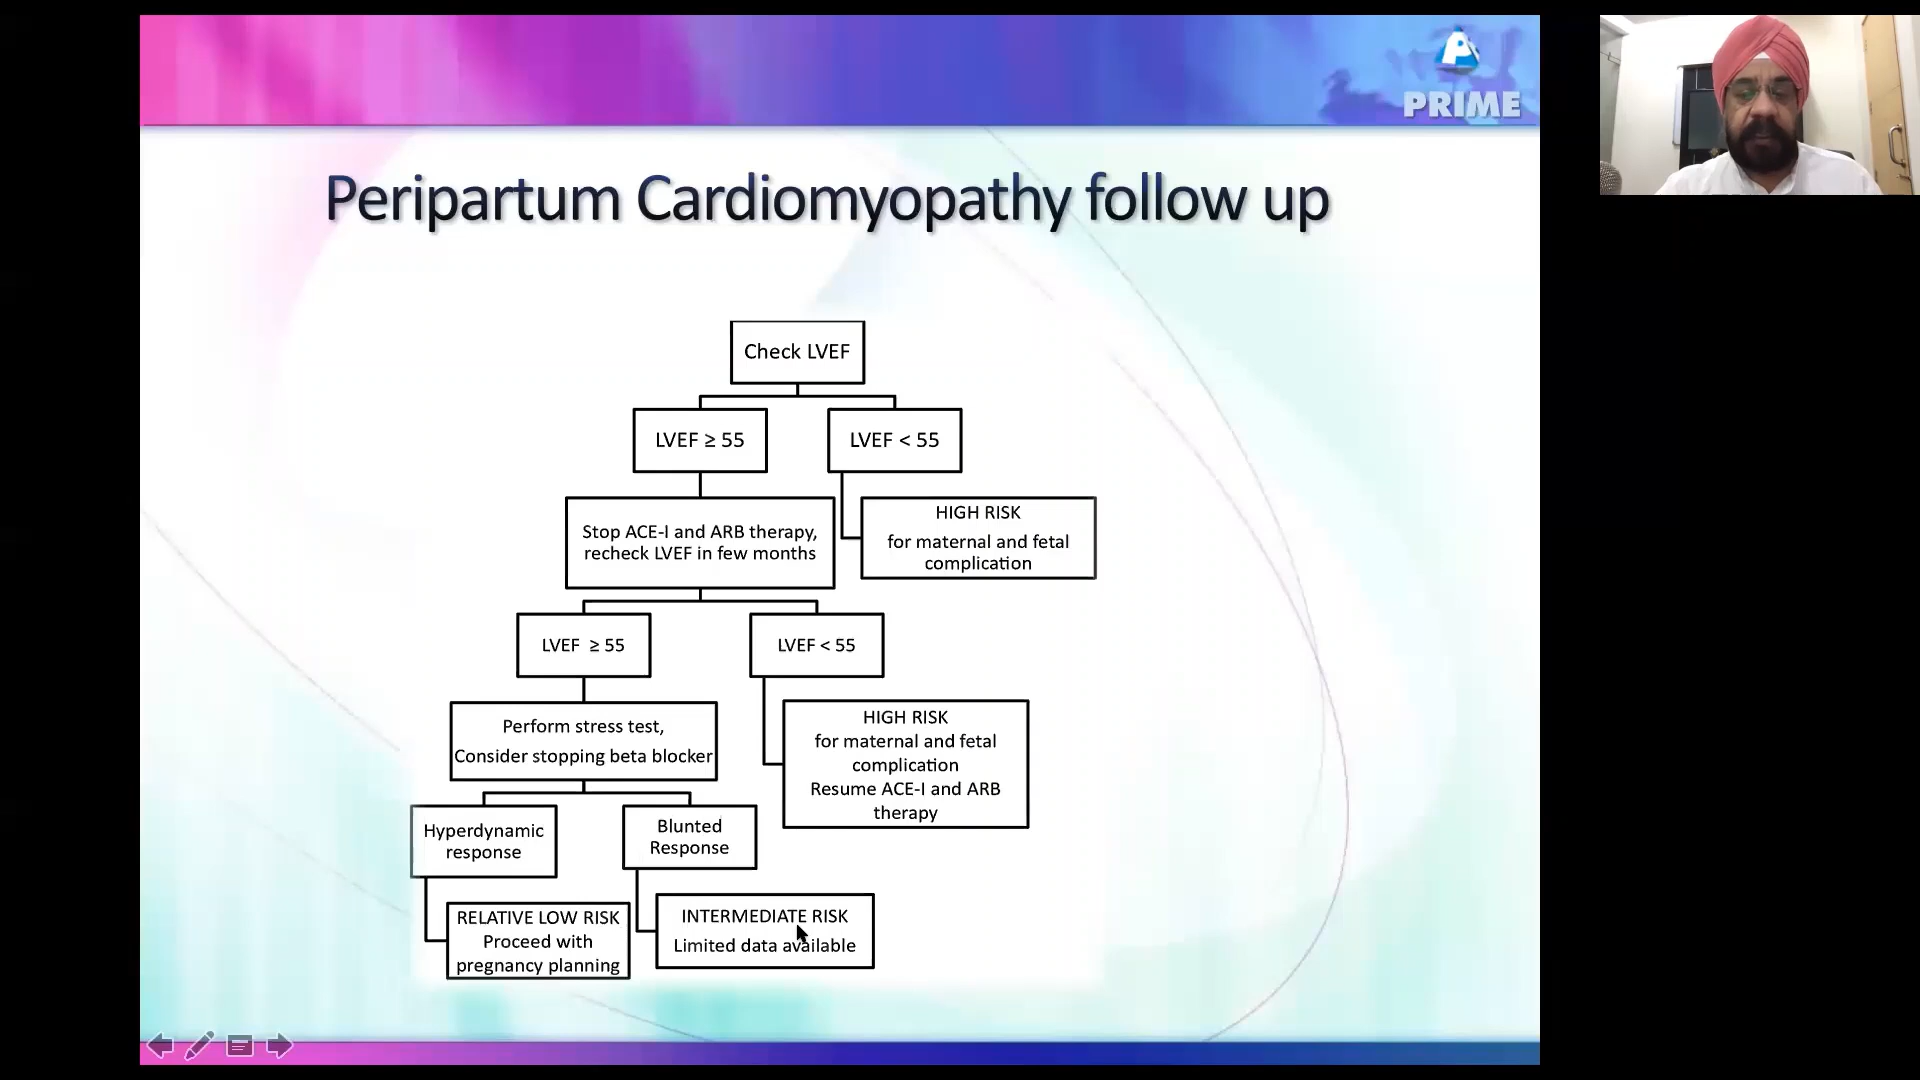 PRIME
Peripartum Cardiomyopathy follow up
Check LVEF
LVEF ≥ 55
LVEF < 55
Stop ACE-I and ARB therapy,
recheck LVEF in few months
HIGH RISK
for maternal and fetal
complication
LVEF ≥ 55
LVEF < 55
Perform stress test,
Consider stopping beta blocker
HIGH RISK
for maternal and fetal
complication
Resume ACE-I and ARB
therapy
Hyperdynamic
response
Blunted
Response
RELATIVE LOW RISK
Proceed with
pregnancy planning
INTERMEDIATE RISK
Limited data available